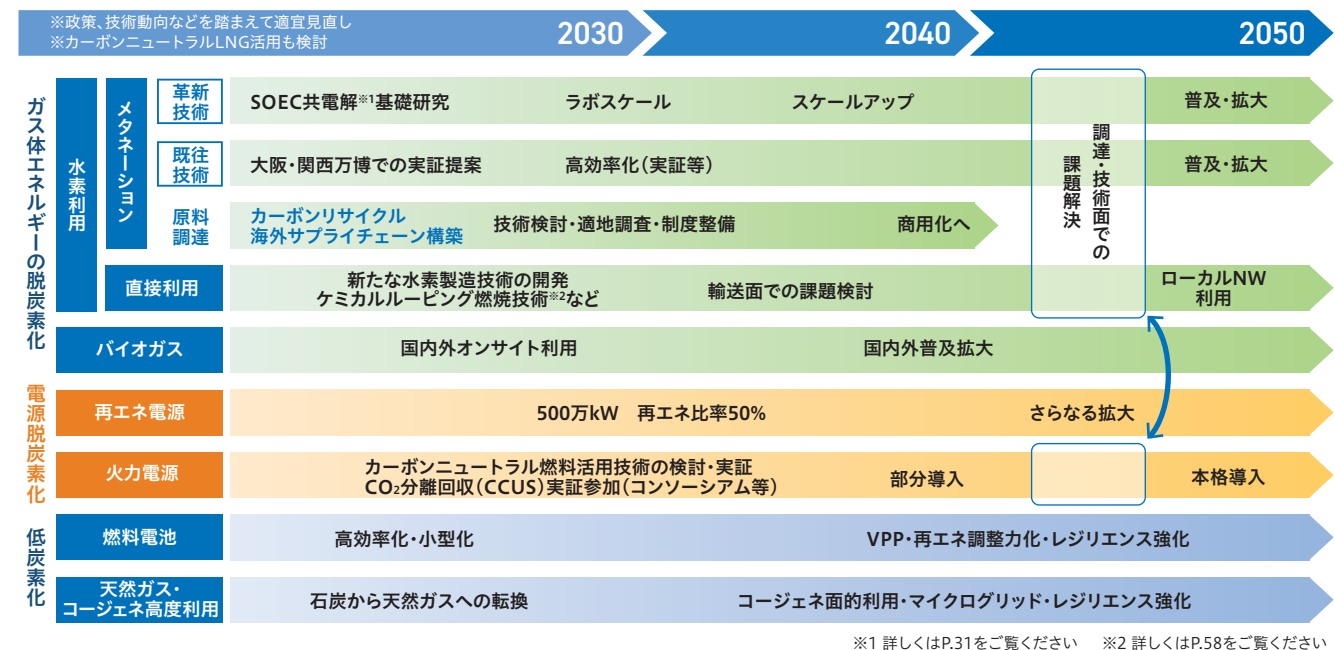 ※政策、技術動向などを踏まえて適宜見直し
※カーボンニュートラルLNG活用も検討
2030
2040
2050
ガス体エネルギーの脱炭素化
水素利用
メタネーション
革新
技術
SOEC共電解※1基礎研究
ラボスケール
スケールアップ
普及・拡大
既往
技術
大阪・関西万博での実証提案
高効率化(実証等)
普及・拡大
原料
調達
カーボンリサイクル
海外サプライチェーン構築
技術検討・適地調査・制度整備
商用化へ
調達・技術面での
課題解決
直接利用
新たな水素製造技術の開発
ケミカルルーピング燃焼技術※2など
輸送面での課題検討
ローカルNW
利用
バイオガス
国内外オンサイト利用
国内外普及拡大
電源脱炭素化
再エネ電源
500万kW 再エネ比率50%
さらなる拡大
火力電源
カーボンニュートラル燃料活用技術の検討・実証
CO₂分離回収(CCUS)実証参加(コンソーシアム等)
部分導入
本格導入
低炭素化
燃料電池
高効率化・小型化
VPP・再エネ調整力化・レジリエンス強化
天然ガス・
コージェネ高度利用
石炭から天然ガスへの転換
コージェネ面的利用・マイクログリッド・レジリエンス強化
※1 詳しくはP.31をご覧ください ※2 詳しくはP.58をご覧ください